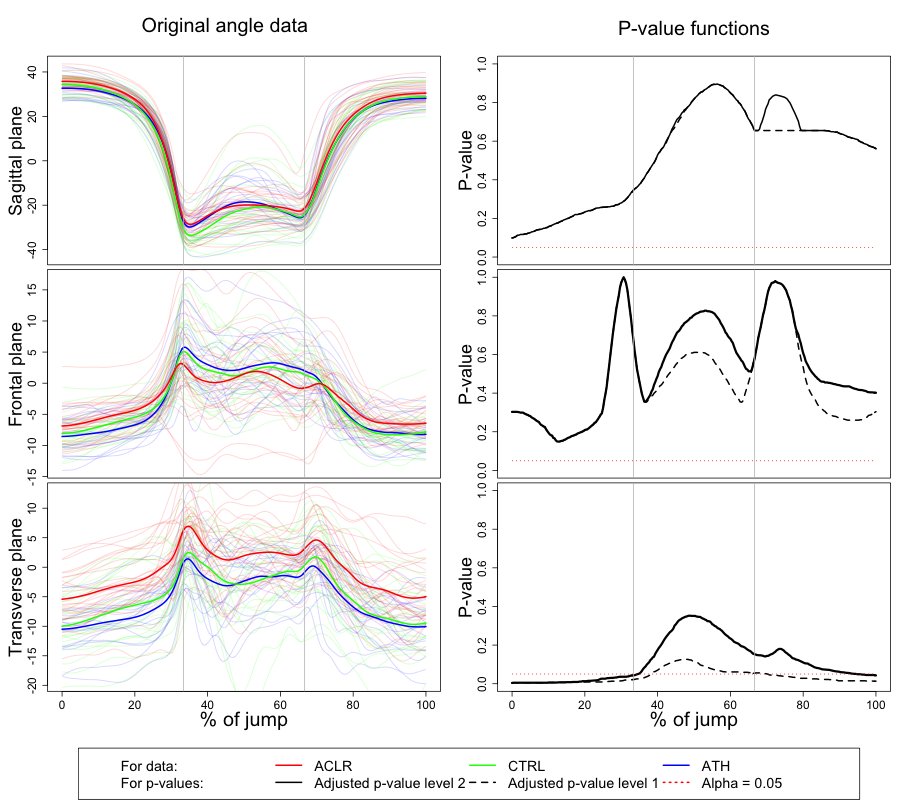 Original angle data
P-value functions
Sagittal plane
40
20
0
-20
-40
P-value
1.0
0.8
0.6
0.4
0.2
0.0
Frontal plane
15
10
5
0
-5
-10
-15
P-value
1.0
0.8
0.6
0.4
0.2
0.0
Transverse plane
10
5
0
-5
-10
-15
-20
P-value
1.0
0.8
0.6
0.4
0.2
0.0
0 20 40 60 80 100
0 20 40 60 80 100
% of jump
% of jump
For data: ACLR CTRL ATH
For p-values: Adjusted p-value level 2 Adjusted p-value level 1 Alpha = 0.05